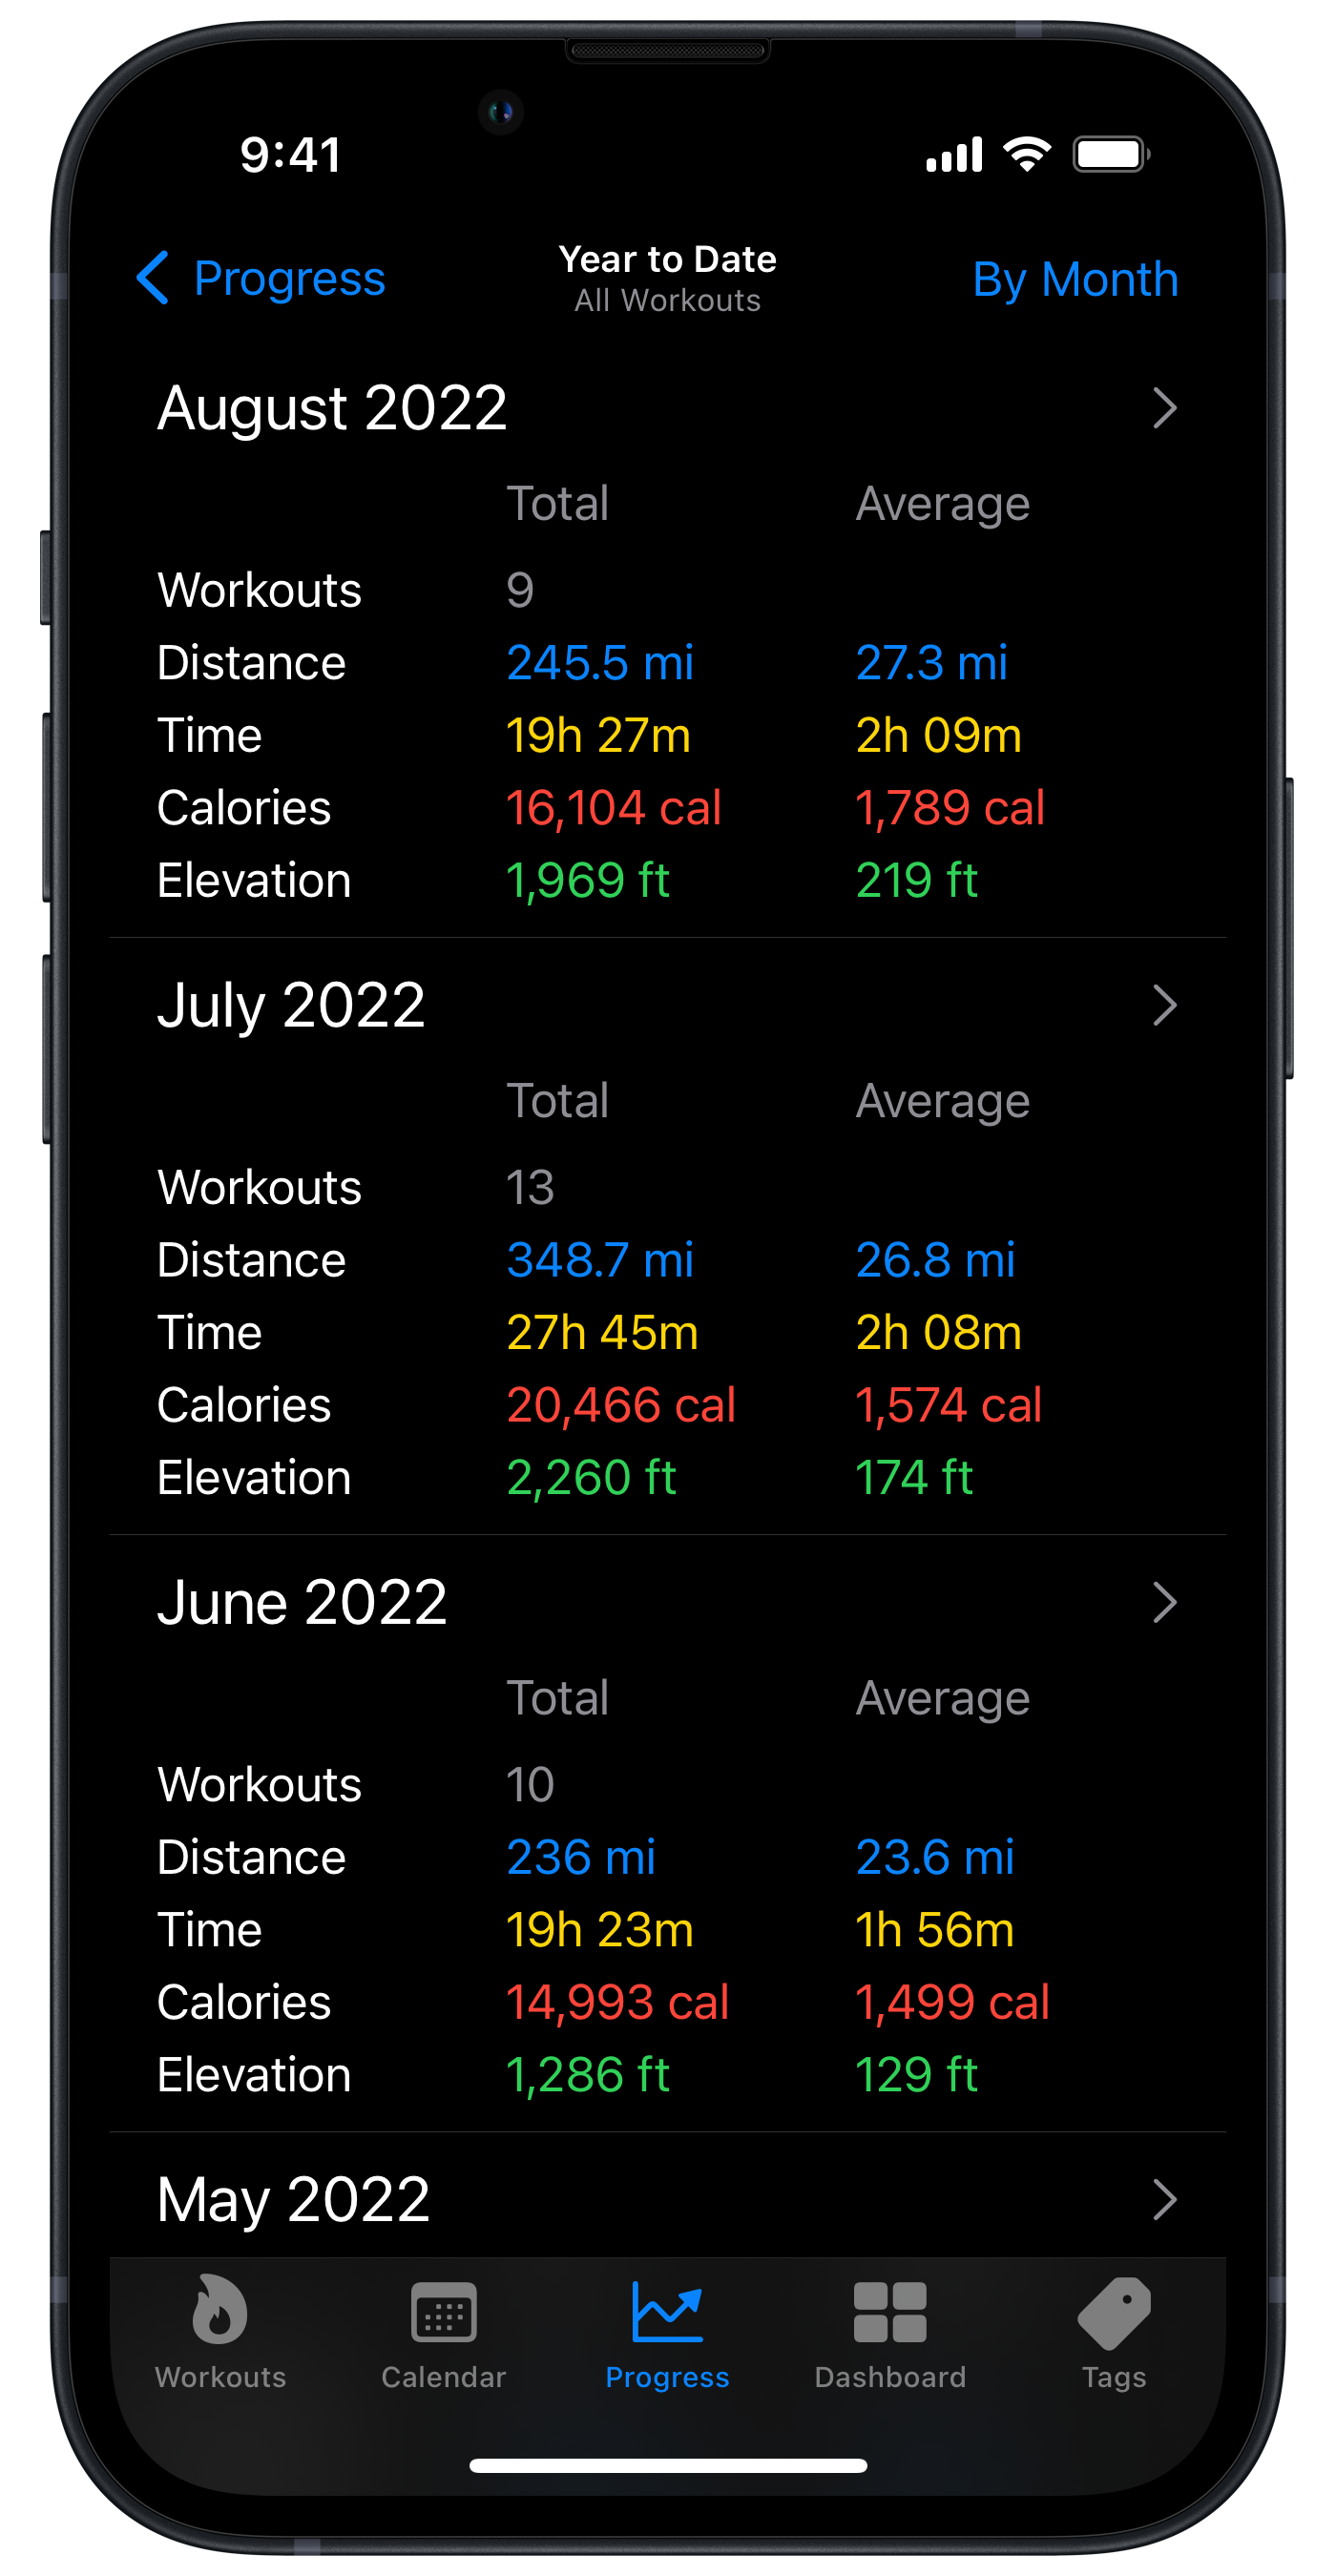 9:41
Progress
Year to Date
All Workouts
By Month
August 2022
Total Average
Workouts 9
Distance 245.5 mi 27.3 mi
Time 19h 27m 2h 09m
Calories 16,104 cal 1,789 cal
Elevation 1,969 ft 219 ft
July 2022
Total Average
Workouts 13
Distance 348.7 mi 26.8 mi
Time 27h 45m 2h 08m
Calories 20,466 cal 1,574 cal
Elevation 2,260 ft 174 ft
June 2022
Total Average
Workouts 10
Distance 236 mi 23.6 mi
Time 19h 23m 1h 56m
Calories 14,993 cal 1,499 cal
Elevation 1,286 ft 129 ft
May 2022
Workouts Calendar Progress Dashboard Tags